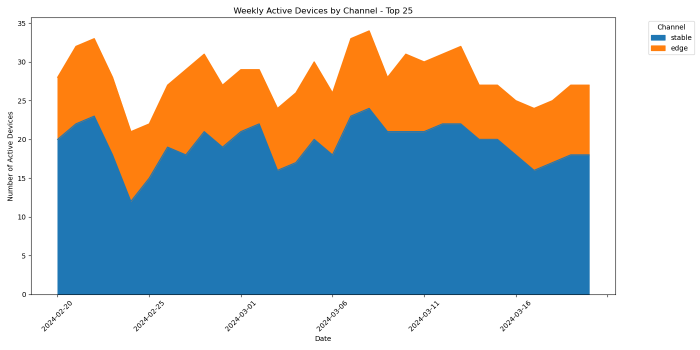 Weekly Active Devices by Channel - Top 25
Channel
stable
edge
Number of Active Devices
35
30
25
20
15
10
5
0
2024-02-20
2024-02-25
2024-03-01
2024-03-06
2024-03-11
2024-03-16
Date